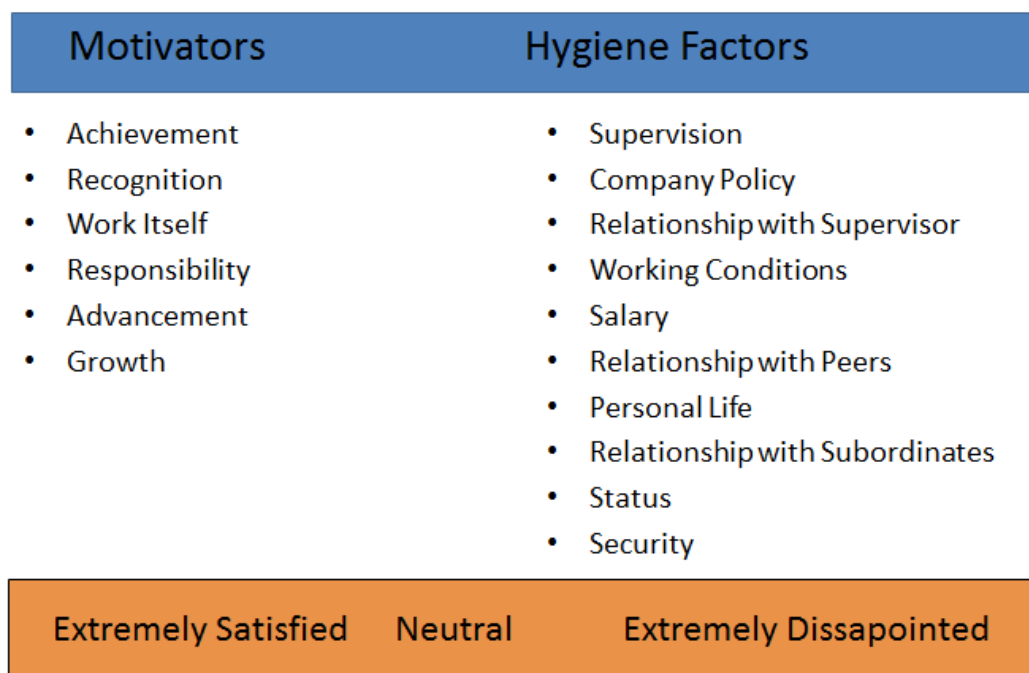 Motivators
Hygiene Factors
• Achievement
• Recognition
• Work Itself
• Responsibility
• Advancement
• Growth
• Supervision
• Company Policy
• Relationship with Supervisor
• Working Conditions
• Salary
• Relationship with Peers
• Personal Life
• Relationship with Subordinates
• Status
• Security
Extremely Satisfied Neutral Extremely Dissapointed